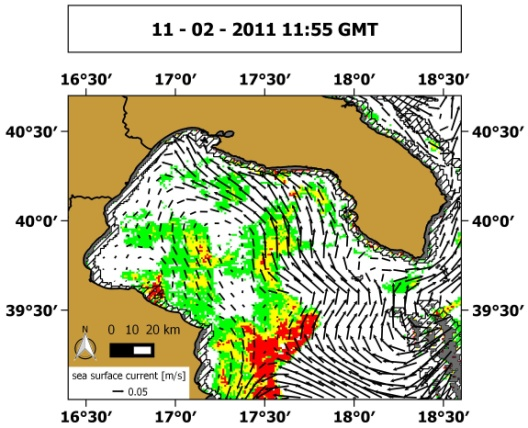 11 - 02 - 2011 11:55 GMT
16°30′ 17°0′ 17°30′ 18°0′ 18°30′
40°30′ 40°30′
40°0′ 40°0′
39°30′ 39°30′
N 0 10 20 km
sea surface current [m/s]
0.05
16°30′ 17°0′ 17°30′ 18°0′ 18°30′